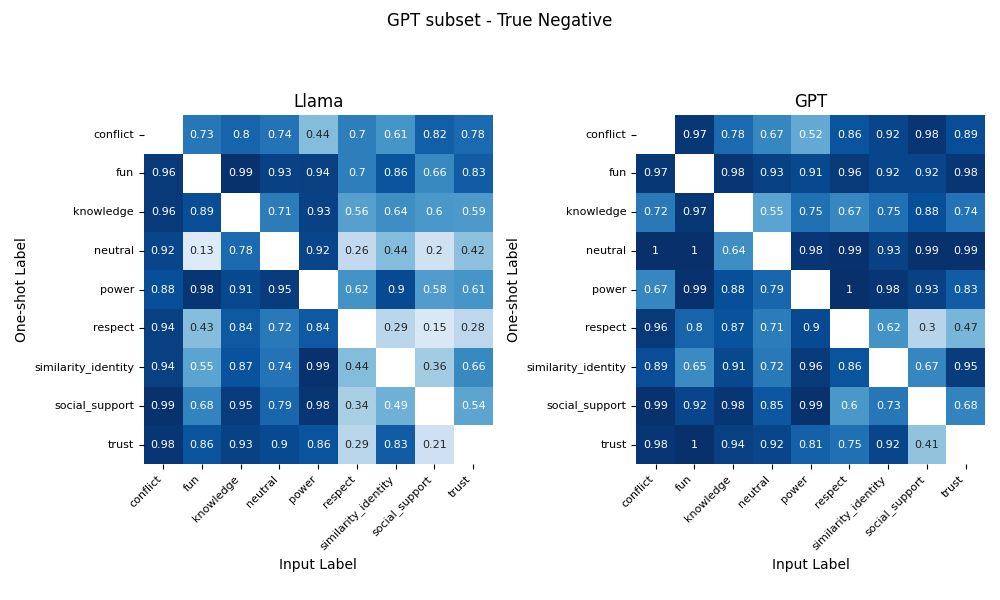 GPT subset - True Negative
Llama
One-shot Label
conflict 0.73 0.8 0.74 0.44 0.7 0.61 0.82 0.78
fun 0.96 0.99 0.93 0.94 0.7 0.86 0.66 0.83
knowledge 0.96 0.89 0.71 0.93 0.56 0.64 0.6 0.59
neutral 0.92 0.13 0.78 0.92 0.26 0.44 0.2 0.42
power 0.88 0.98 0.91 0.95 0.62 0.9 0.58 0.61
respect 0.94 0.43 0.84 0.72 0.84 0.29 0.15 0.28
similarity_identity 0.94 0.55 0.87 0.74 0.99 0.44 0.36 0.66
social_support 0.99 0.68 0.95 0.79 0.98 0.34 0.49 0.54
trust 0.98 0.86 0.93 0.9 0.86 0.29 0.83 0.21
conflict fun knowledge neutral power respect similarity_identity social_support trust
Input Label
GPT
One-shot Label
conflict 0.97 0.78 0.67 0.52 0.86 0.92 0.98 0.89
fun 0.97 0.98 0.93 0.91 0.96 0.92 0.92 0.98
knowledge 0.72 0.97 0.55 0.75 0.67 0.75 0.88 0.74
neutral 1 1 0.64 0.98 0.99 0.93 0.99 0.99
power 0.67 0.99 0.88 0.79 1 0.98 0.93 0.83
respect 0.96 0.8 0.87 0.71 0.9 0.62 0.3 0.47
similarity_identity 0.89 0.65 0.91 0.72 0.96 0.86 0.67 0.95
social_support 0.99 0.92 0.98 0.85 0.99 0.6 0.73 0.68
trust 0.98 1 0.94 0.92 0.81 0.75 0.92 0.41
conflict fun knowledge neutral power respect similarity_identity social_support trust
Input Label